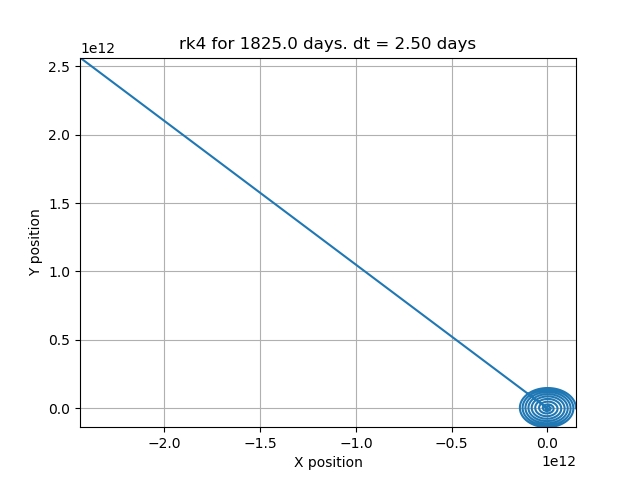 rk4 for 1825.0 days. dt = 2.50 days
1e12
2.5
2.0
1.5
1.0
0.5
0.0
Y position
−2.0 −1.5 −1.0 −0.5 0.0
1e12
X position